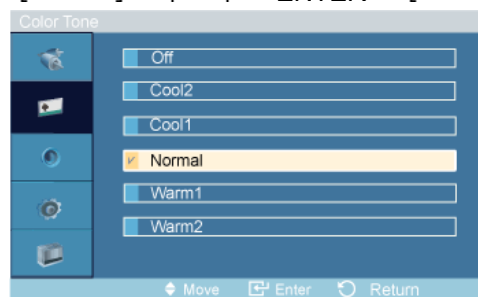 Color Tone
Off
Cool2
Cool1
Normal
Warm1
Warm2
Move Enter Return